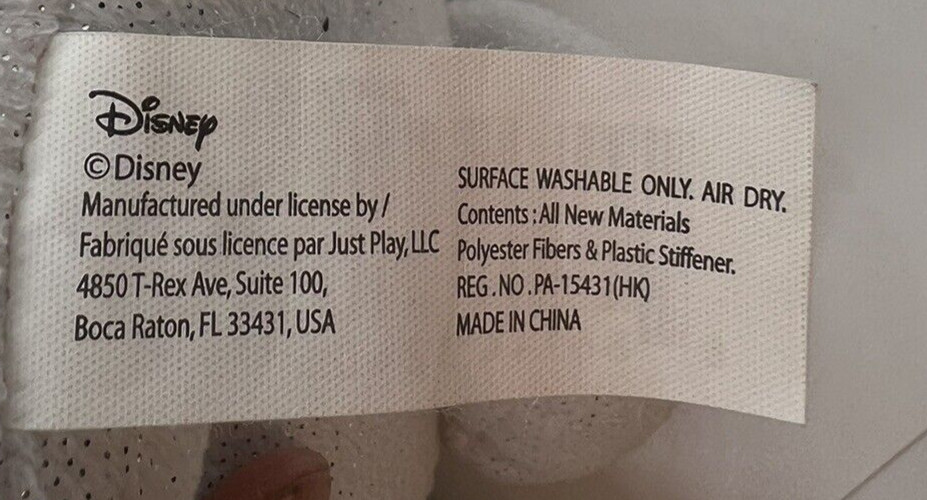 Disney
©Disney
Manufactured under license by /
Fabriqué sous licence par Just Play, LLC
4850 T-Rex Ave, Suite 100,
Boca Raton, FL 33431, USA
SURFACE WASHABLE ONLY. AIR DRY.
Contents : All New Materials
Polyester Fibers & Plastic Stiffener.
REG . NO . PA-15431(HK)
MADE IN CHINA